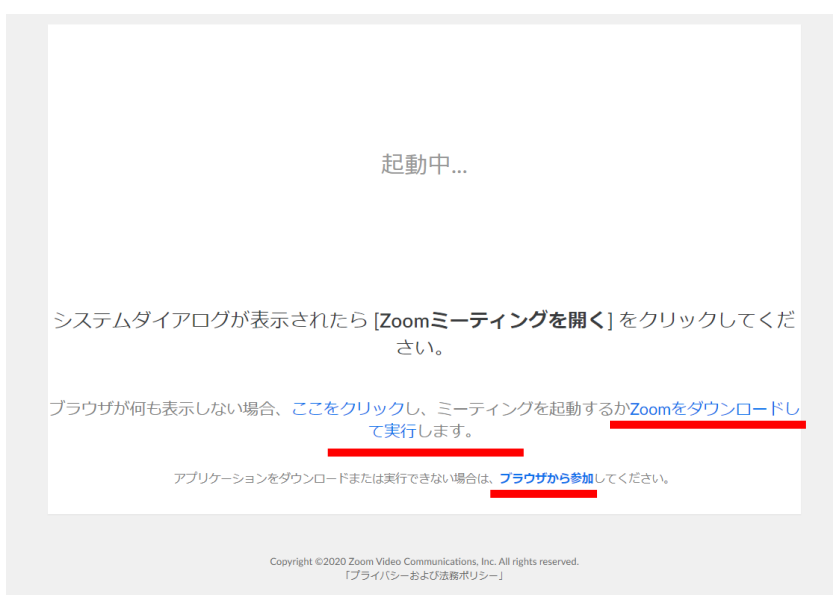 起動中...
システムダイアログが表示されたら [Zoomミーティングを開く] をクリックしてくだ
さい。
ブラウザが何も表示しない場合、ここをクリックし、ミーティングを起動するかZoomをダウンロードし
て実行します。
アプリケーションをダウンロードまたは実行できない場合は、ブラウザから参加してください。
Copyright ©2020 Zoom Video Communications, Inc. All rights reserved.
「プライバシーおよび法務ポリシー」